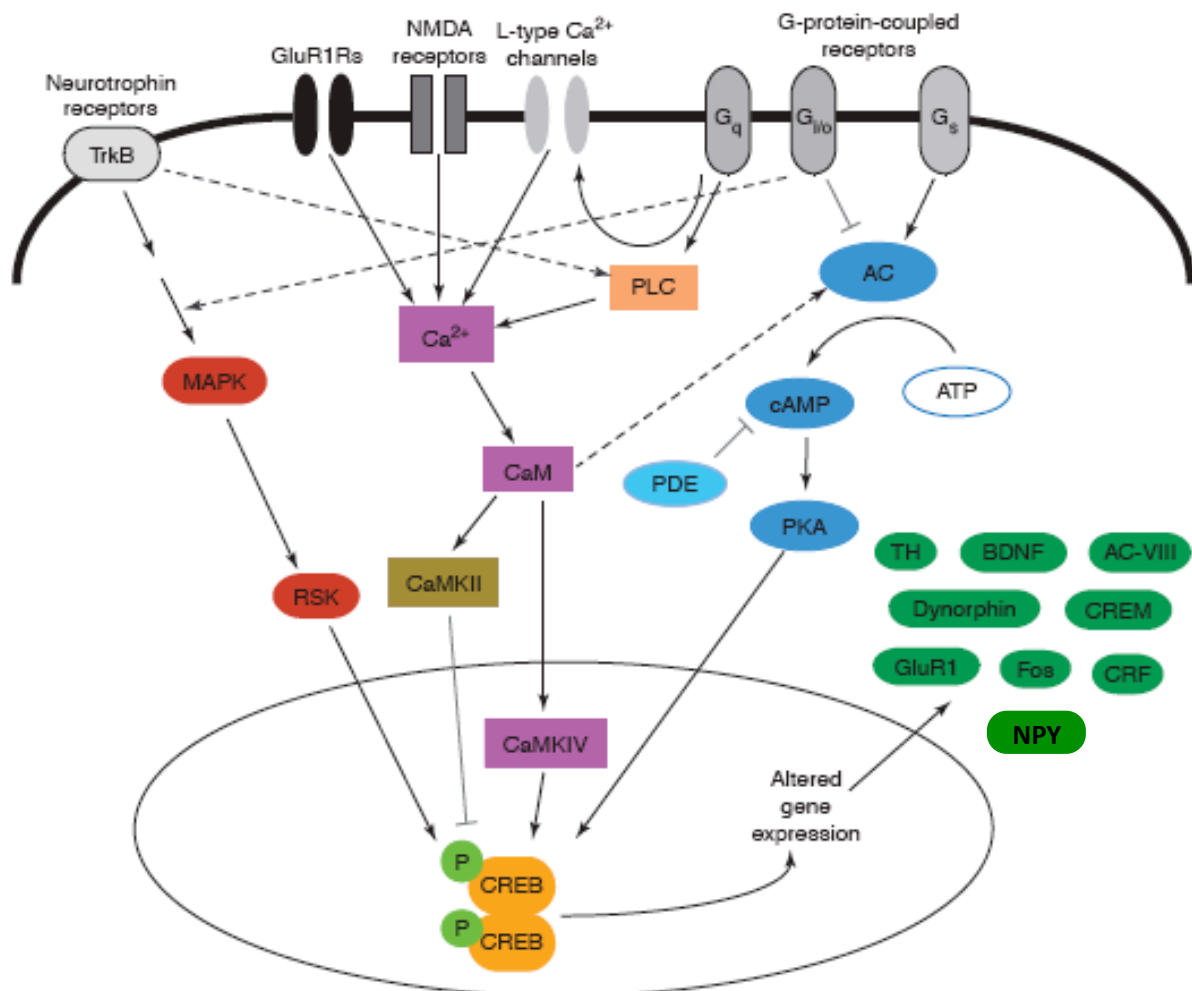 G-protein-coupled
receptors
NMDA
receptors
L-type Ca²⁺
channels
GluR1Rs
Neurotrophin
receptors
TrkB
Gq
Gi/o
Gs
AC
PLC
Ca²⁺
MAPK
cAMP
ATP
CaM
PDE
PKA
TH
BDNF
AC-VIII
CaMKII
RSK
Dynorphin
CREM
GluR1
Fos
CRF
NPY
CaMKIV
Altered
gene
expression
P
CREB
P
CREB